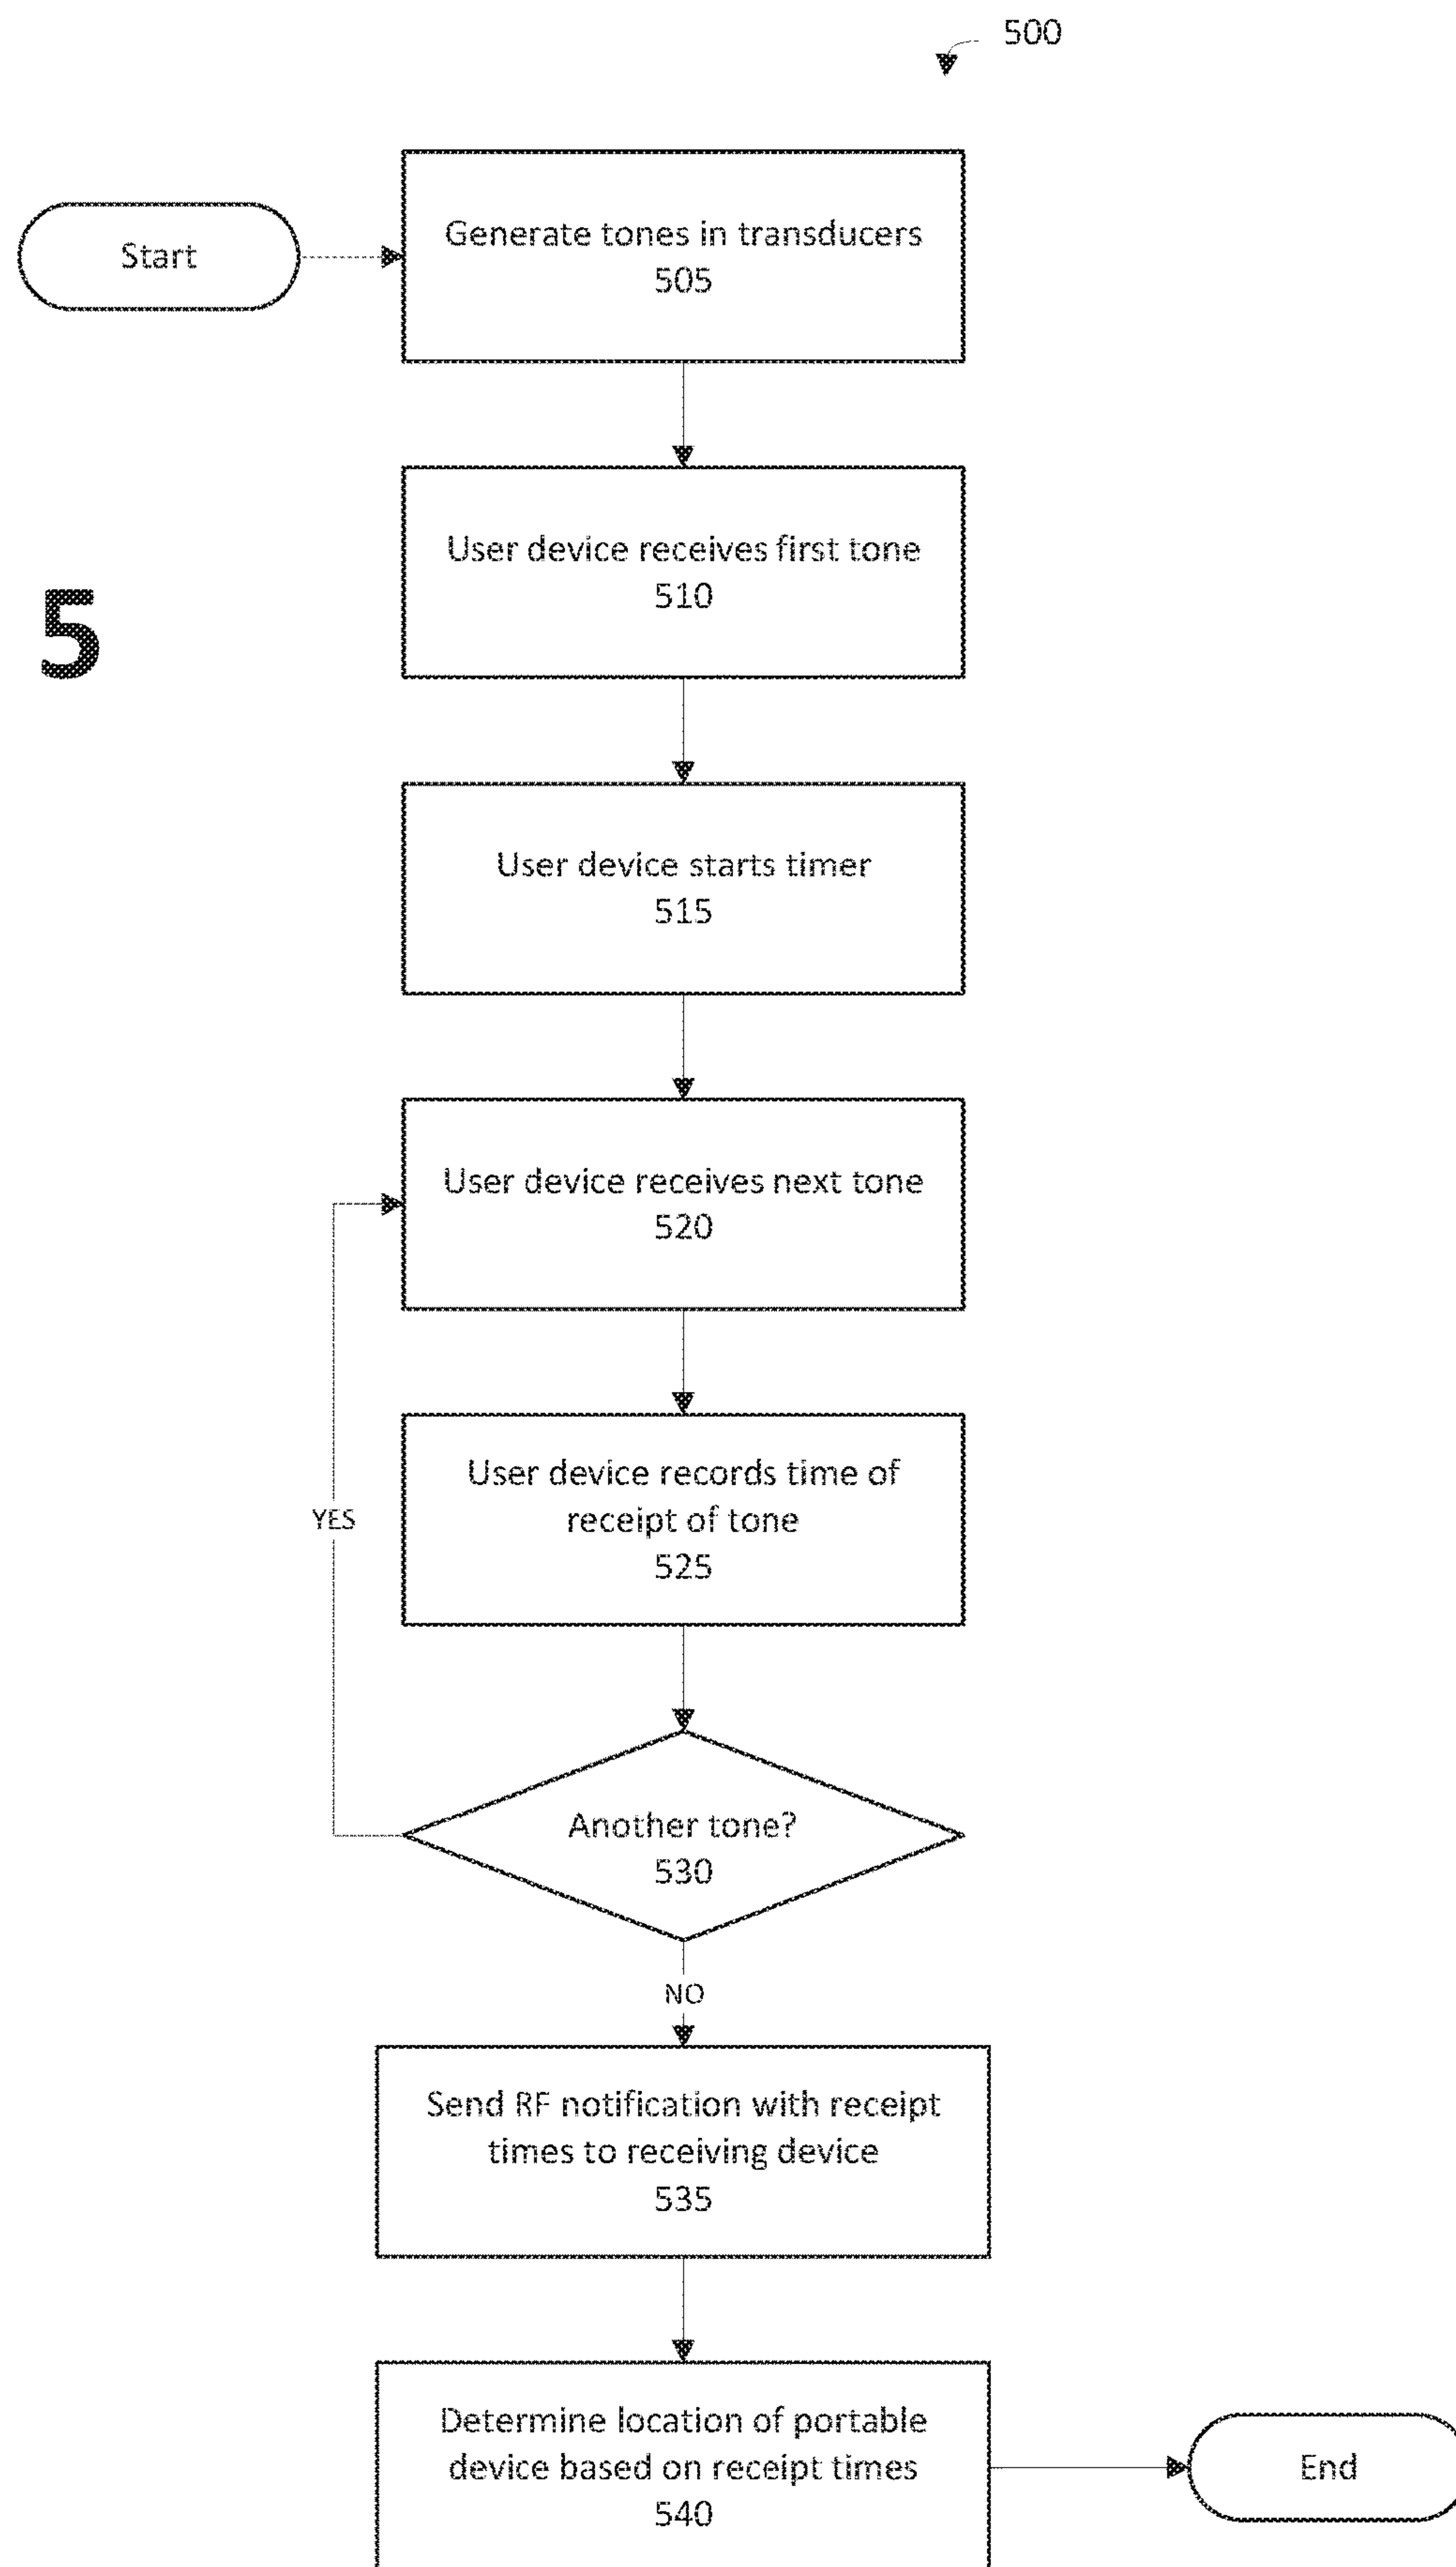 500
Start
Generate tones in transducers
505
User device receives first tone
510
5
User device starts timer
515
User device receives next tone
520
User device records time of
receipt of tone
525
YES
Another tone?
530
NO
Send RF notification with receipt
times to receiving device
535
Determine location of portable
device based on receipt times
540
End